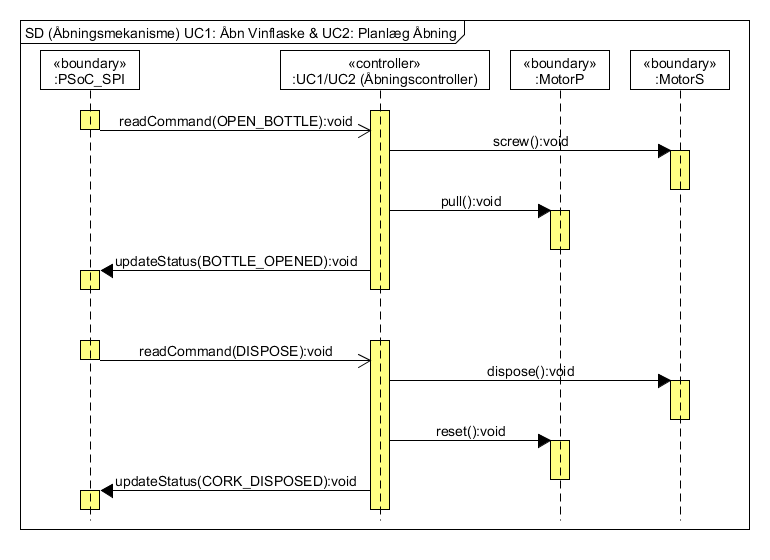 SD (Åbningsmekanisme) UC1: Åbn Vinflaske & UC2: Planlæg Åbning
«boundary»
:PSoC_SPI
«controller»
:UC1/UC2 (Åbningscontroller)
«boundary»
:MotorP
«boundary»
:MotorS
readCommand(OPEN_BOTTLE):void
screw():void
pull():void
updateStatus(BOTTLE_OPENED):void
readCommand(DISPOSE):void
dispose():void
reset():void
updateStatus(CORK_DISPOSED):void